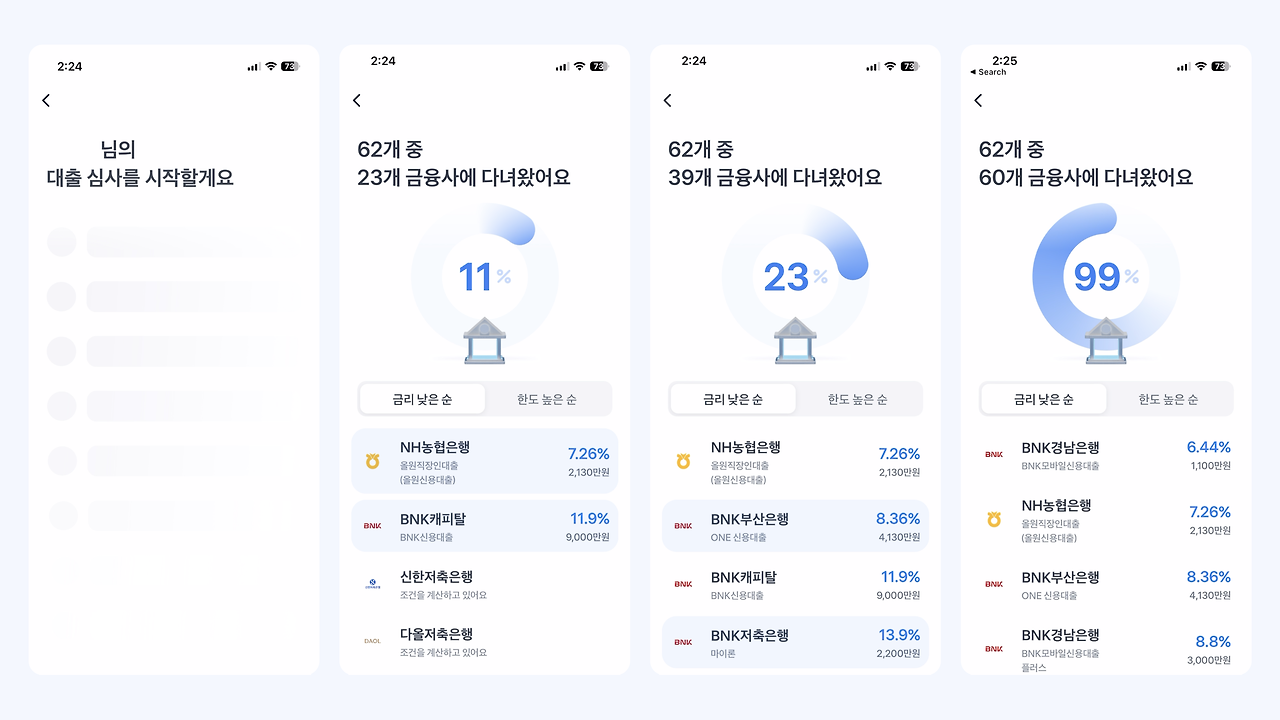 2:24
73
님의
대출 심사를 시작할게요
2:24
73
62개 중
23개 금융사에 다녀왔어요
11%
금리 낮은 순
한도 높은 순
NH농협은행
7.26%
올원직장인대출
2,130만원
(올원신용대출)
BNK
BNK캐피탈
11.9%
BNK신용대출
9,000만원
신한저축은행
조건을 계산하고 있어요
DAOL
다올저축은행
조건을 계산하고 있어요
2:24
73
62개 중
39개 금융사에 다녀왔어요
23%
금리 낮은 순
한도 높은 순
NH농협은행
7.26%
올원직장인대출
2,130만원
(올원신용대출)
BNK
BNK부산은행
8.36%
ONE 신용대출
4,130만원
BNK
BNK캐피탈
11.9%
BNK신용대출
9,000만원
BNK
BNK저축은행
13.9%
마이론
2,200만원
2:25
73
◀ Search
62개 중
60개 금융사에 다녀왔어요
99%
금리 낮은 순
한도 높은 순
BNK
BNK경남은행
6.44%
BNK모바일신용대출
1,100만원
NH농협은행
7.26%
올원직장인대출
2,130만원
(올원신용대출)
BNK
BNK부산은행
8.36%
ONE 신용대출
4,130만원
BNK
BNK경남은행
8.8%
BNK모바일신용대출
3,000만원
플러스